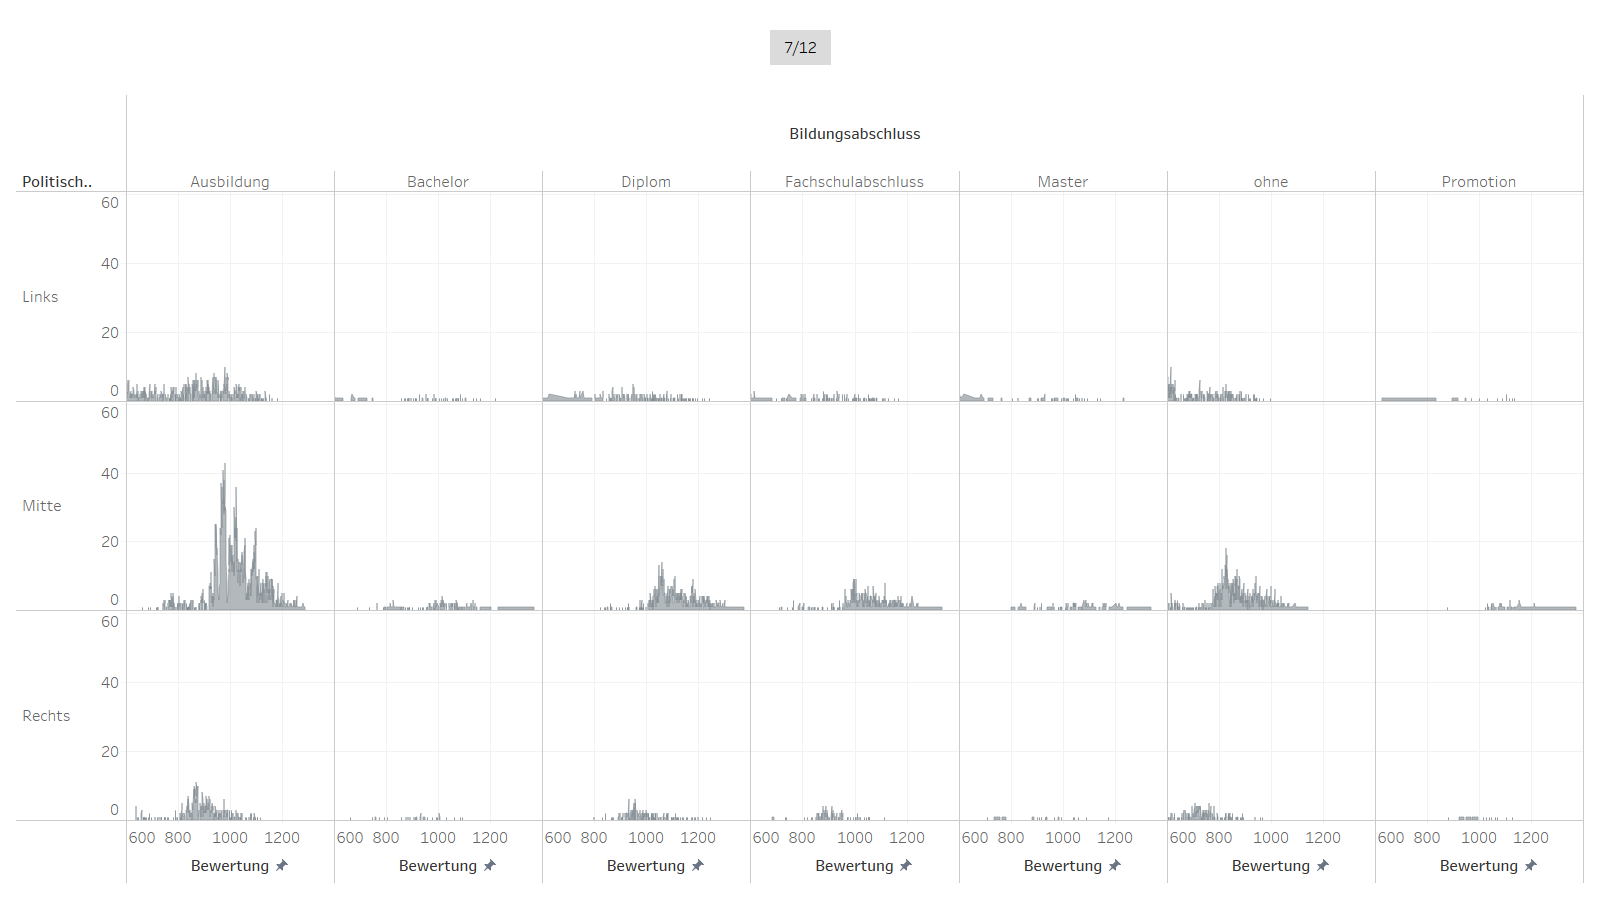 7/12
Bildungsabschluss
Politisch.. Ausbildung Bachelor Diplom Fachschulabschluss Master ohne Promotion
60
40
Links
20
0
60
40
Mitte
20
0
60
40
Rechts
20
0
600 800 1000 1200 600 800 1000 1200 600 800 1000 1200 600 800 1000 1200 600 800 1000 1200 600 800 1000 1200 600 800 1000 1200
Bewertung Bewertung Bewertung Bewertung Bewertung Bewertung Bewertung